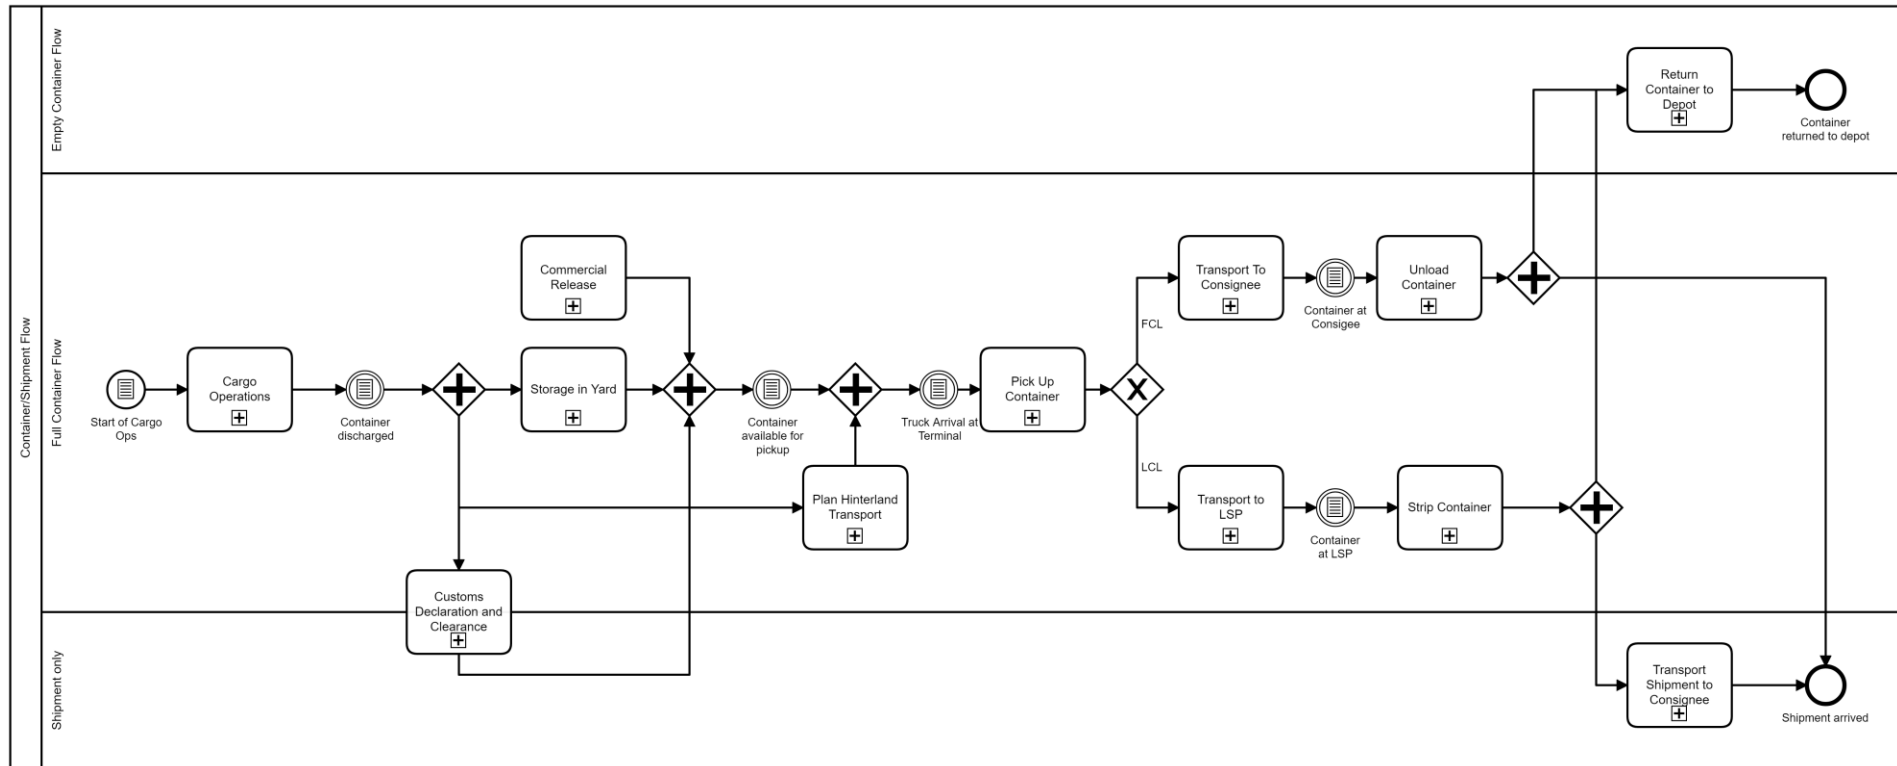 Container/Shipment Flow
Empty Container Flow
Return
Container to
Depot
Container
returned to depot
Full Container Flow
Start of Cargo
Ops
Cargo
Operations
Container
discharged
Commercial
Release
Storage in Yard
Container
available for
pickup
Plan Hinterland
Transport
Truck Arrival at
Terminal
Pick Up
Container
X
FCL
Transport To
Consignee
Container at
Consigee
Unload
Container
LCL
Transport to
LSP
Container
at LSP
Strip Container
Customs
Declaration and
Clearance
Shipment only
Transport
Shipment to
Consignee
Shipment arrived